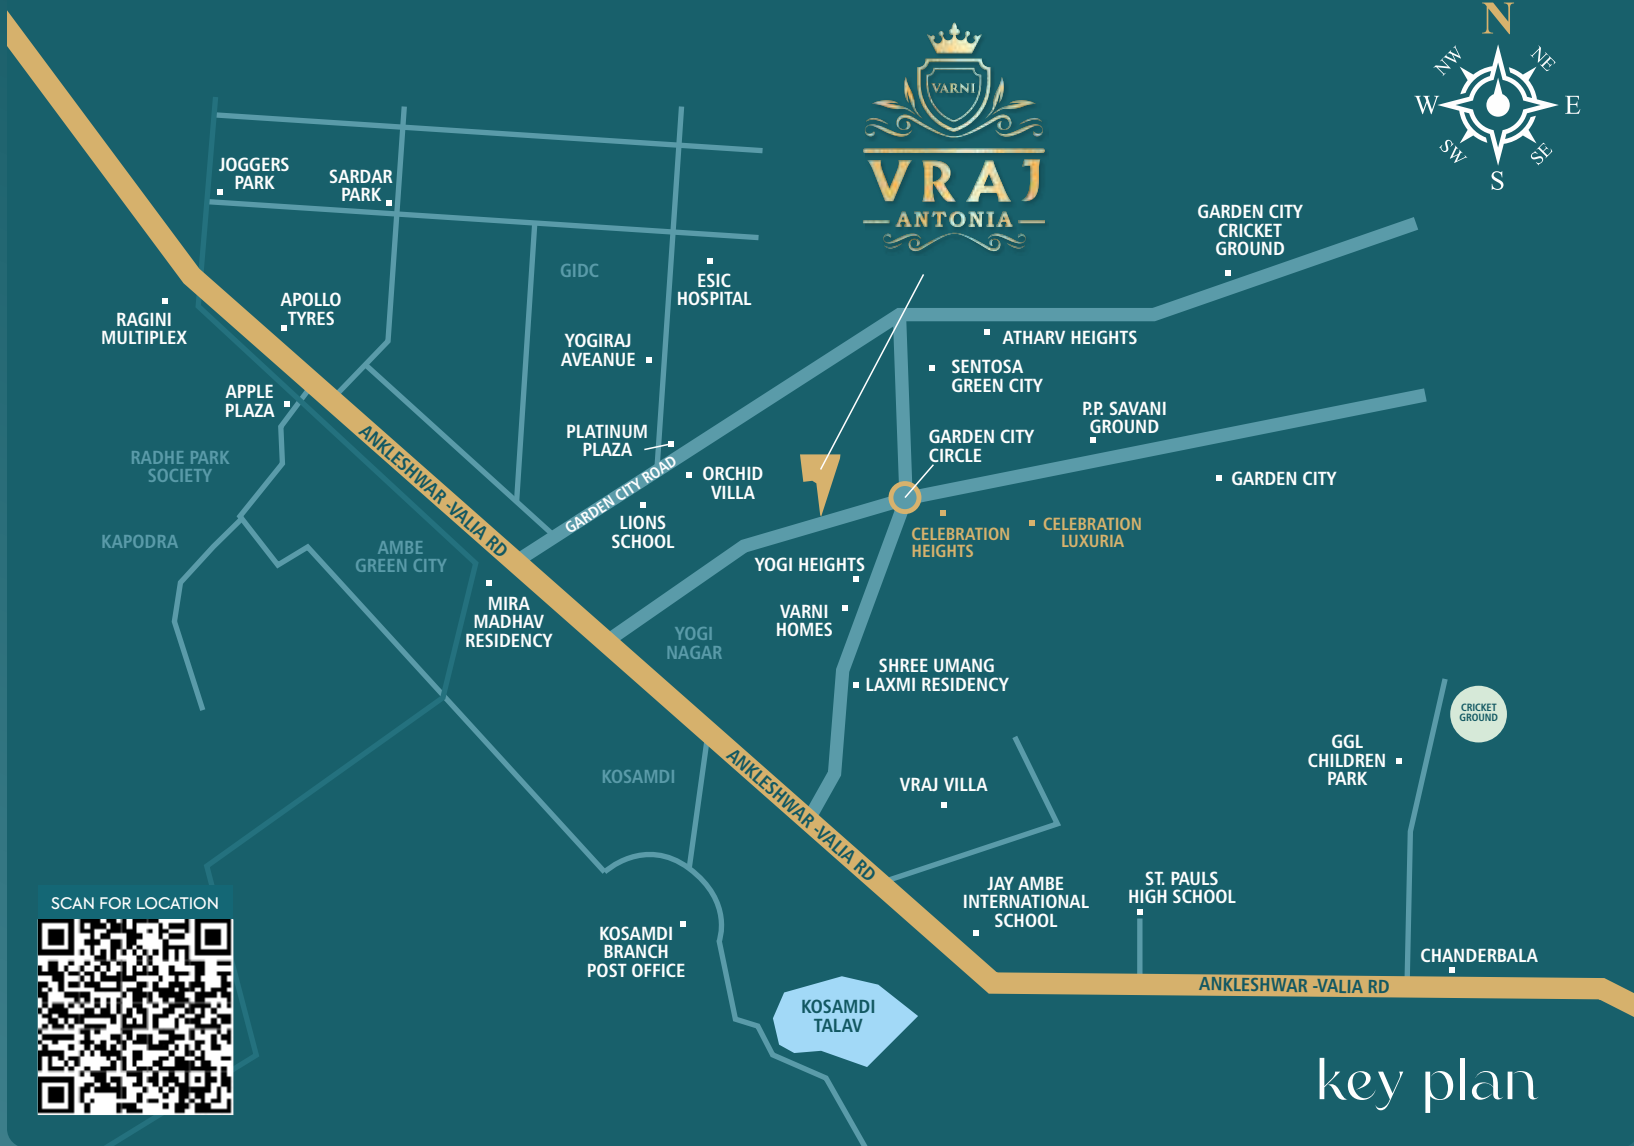 N
NW
NE
W
E
SW
SE
S
VARNI
VRAJ
ANTONIA
JOGGERS
PARK
SARDAR
PARK
GARDEN CITY
CRICKET
GROUND
GIDC
ESIC
HOSPITAL
RAGINI
MULTIPLEX
APOLLO
TYRES
YOGIRAJ
AVEANUE
ATHARV HEIGHTS
SENTOSA
GREEN CITY
APPLE
PLAZA
P.P. SAVANI
GROUND
PLATINUM
PLAZA
GARDEN CITY
CIRCLE
RADHE PARK
SOCIETY
ANKLESHWAR -VALIA RD
GARDEN CITY ROAD
ORCHID
VILLA
GARDEN CITY
LIONS
SCHOOL
CELEBRATION
HEIGHTS
CELEBRATION
LUXURIA
KAPODRA
AMBE
GREEN CITY
YOGI HEIGHTS
MIRA
MADHAV
RESIDENCY
VARNI
HOMES
YOGI
NAGAR
SHREE UMANG
LAXMI RESIDENCY
CRICKET
GROUND
KOSAMDI
ANKLESHWAR -VALIA RD
VRAJ VILLA
GGL
CHILDREN
PARK
JAY AMBE
INTERNATIONAL
SCHOOL
ST. PAULS
HIGH SCHOOL
SCAN FOR LOCATION
KOSAMDI
BRANCH
POST OFFICE
CHANDERBALA
ANKLESHWAR -VALIA RD
KOSAMDI
TALAV
key plan